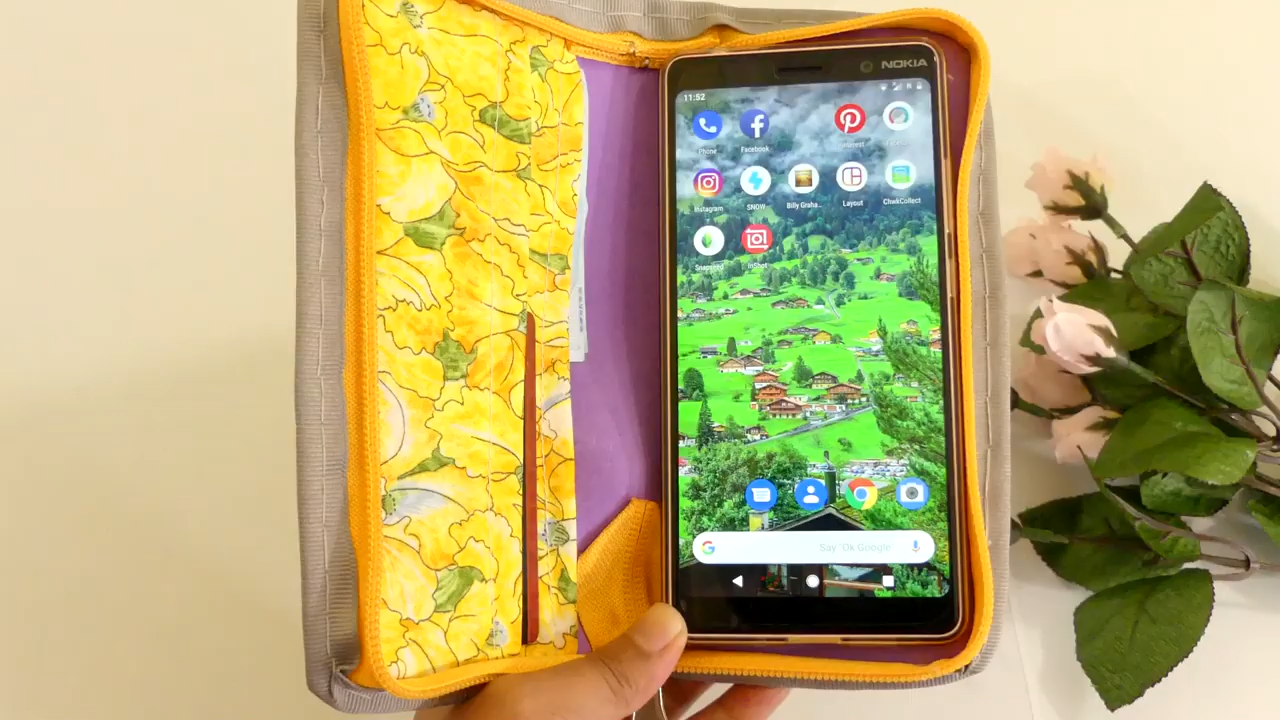 NOKIA
11:52
Phone
Facebook
Instagram
SNOW
Billy Graha...
Layout
ChalkCollect
Snapseed
InShot
Say "Ok Google"